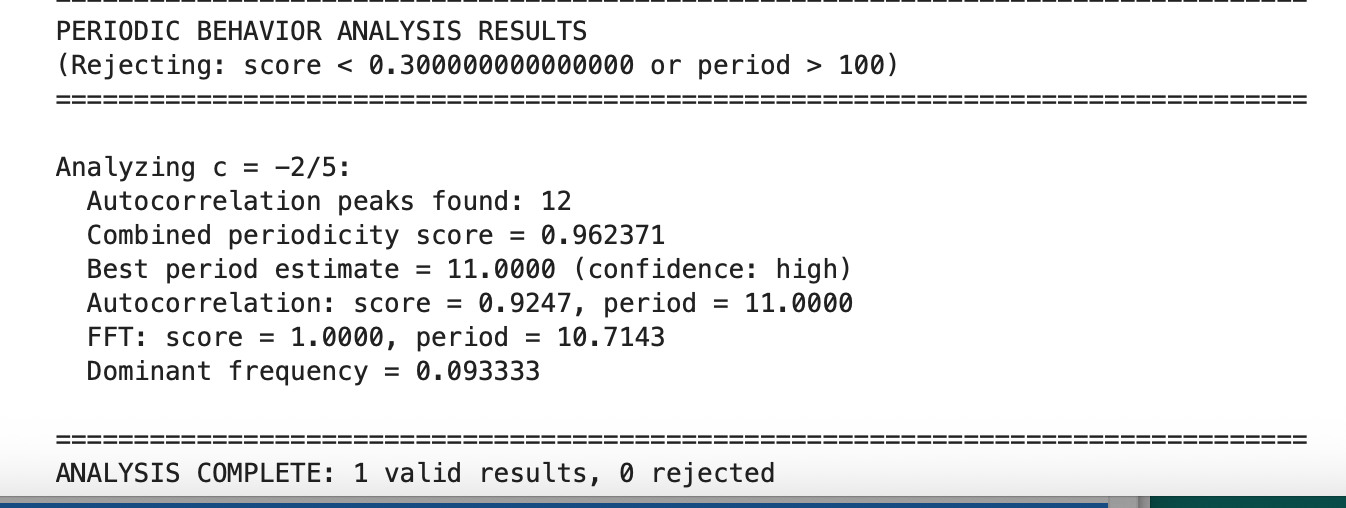 ================================================================================
PERIODIC BEHAVIOR ANALYSIS RESULTS
(Rejecting: score < 0.300000000000000 or period > 100)
================================================================================
Analyzing c = -2/5:
Autocorrelation peaks found: 12
Combined periodicity score = 0.962371
Best period estimate = 11.0000 (confidence: high)
Autocorrelation: score = 0.9247, period = 11.0000
FFT: score = 1.0000, period = 10.7143
Dominant frequency = 0.093333
================================================================================
ANALYSIS COMPLETE: 1 valid results, 0 rejected